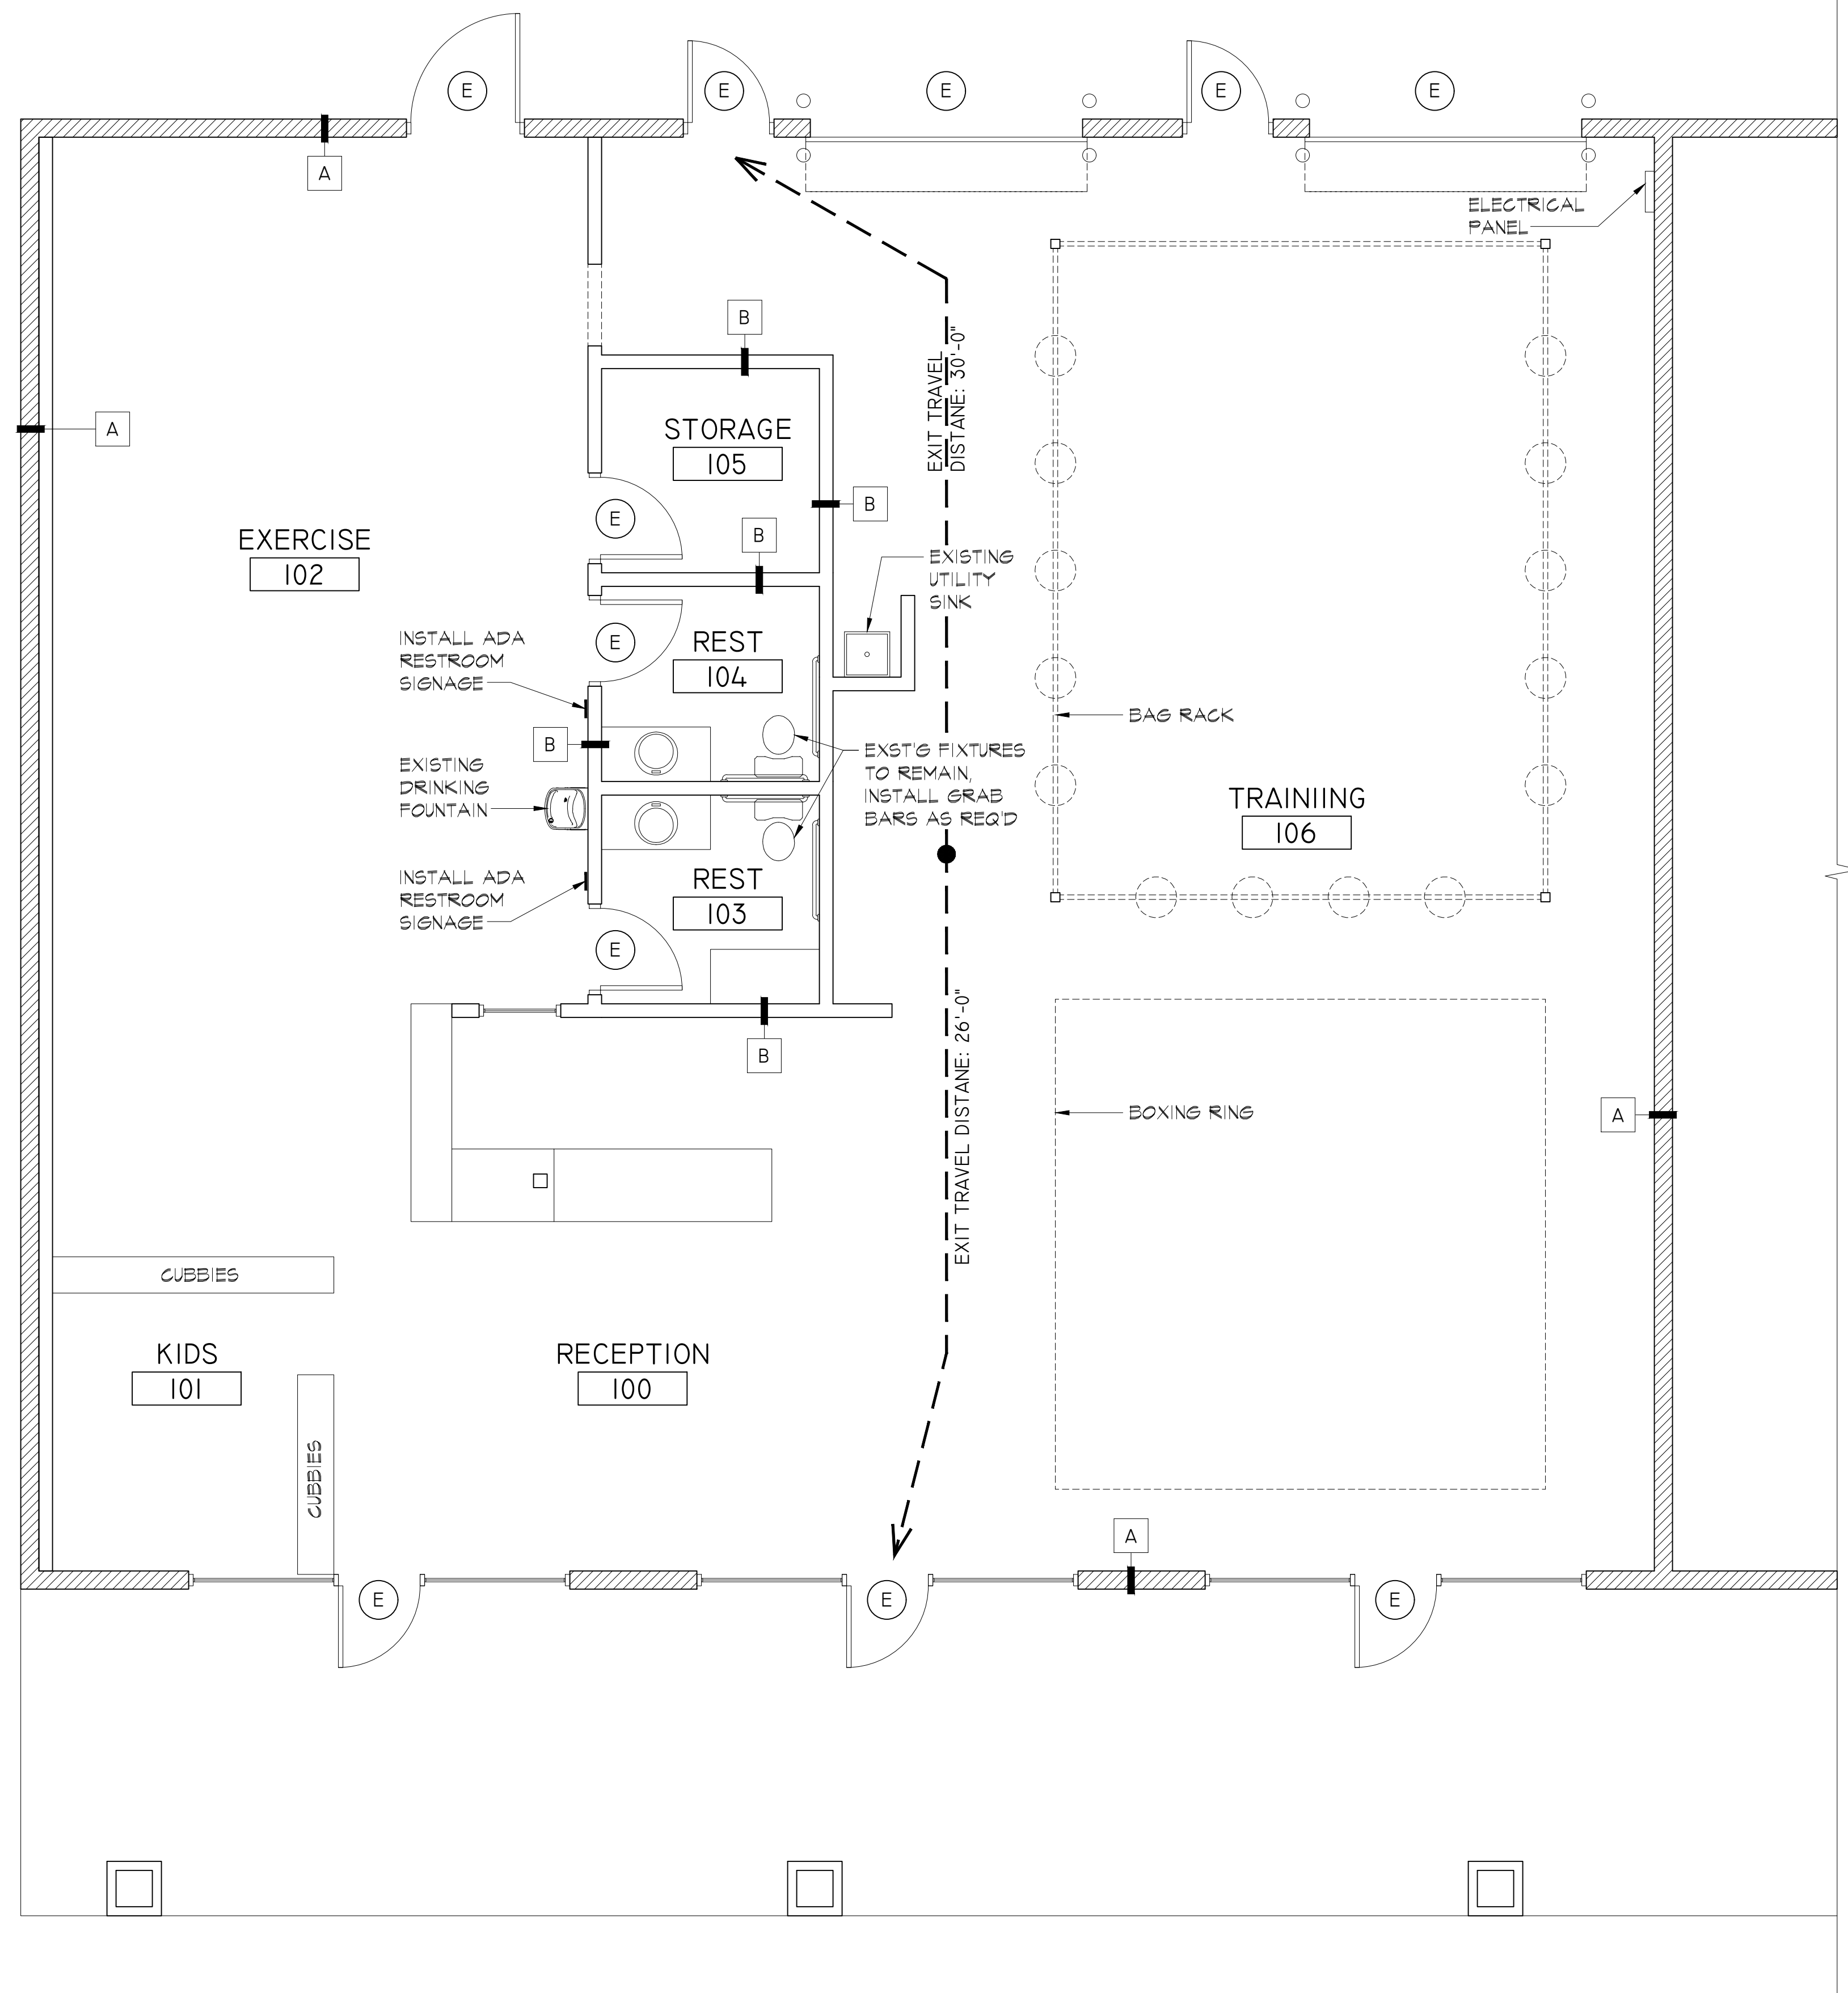 E
E
E
E
E
A
ELECTRICAL
PANEL
B
EXIT TRAVEL
DISTANE: 30'-0"
A
STORAGE
105
B
E
B
EXERCISE
102
EXISTING
UTILITY
SINK
INSTALL ADA
RESTROOM
SIGNAGE
E
REST
104
BAG RACK
B
EXST'G FIXTURES
TO REMAIN,
INSTALL GRAB
BARS AS REQ'D
EXISTING
DRINKING
FOUNTAIN
TRAINIING
106
INSTALL ADA
RESTROOM
SIGNAGE
REST
103
E
B
EXIT TRAVEL DISTANE: 26'-0"
BOXING RING
A
CUBBIES
KIDS
101
RECEPTION
100
CUBBIES
A
E
E
E